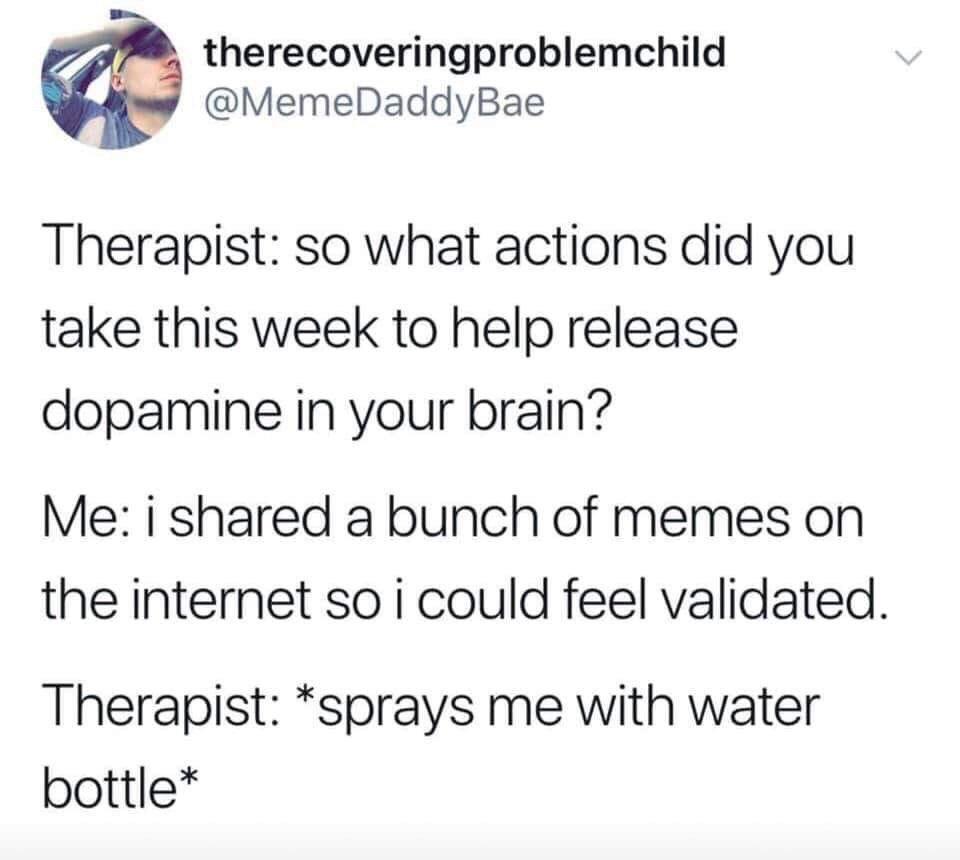 therecoveringproblemchild
@MemeDaddyBae
Therapist: so what actions did you
take this week to help release
dopamine in your brain?
Me: i shared a bunch of memes on
the internet so i could feel validated.
Therapist: *sprays me with water
bottle*